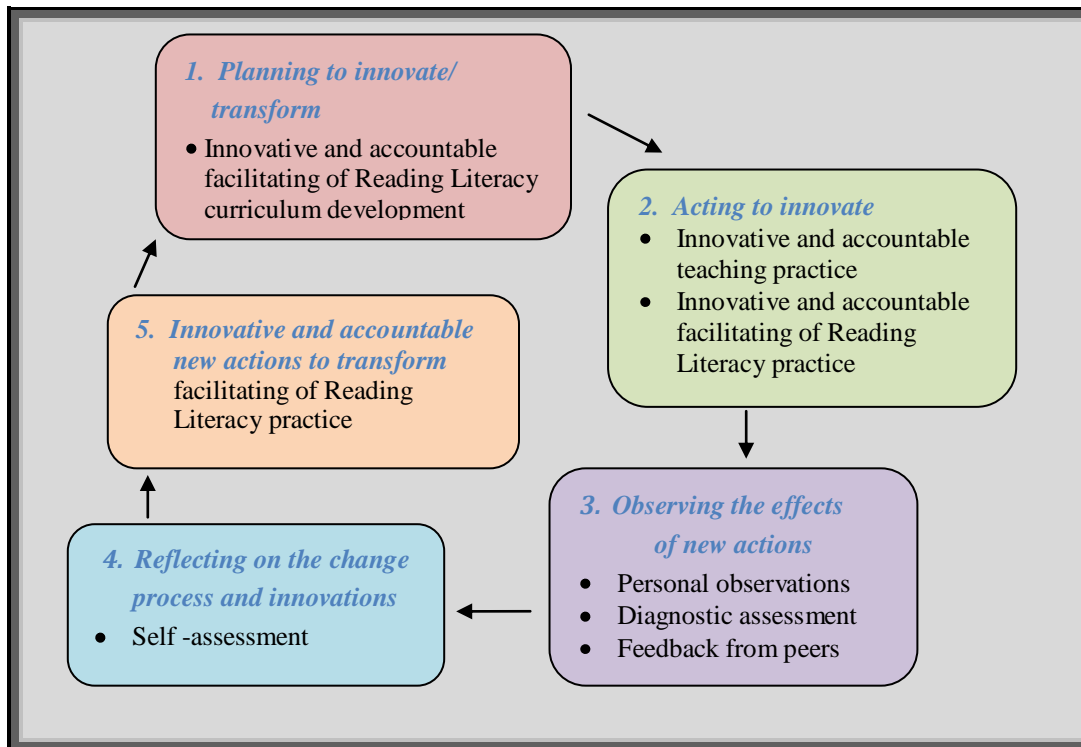 1. Planning to innovate/
transform
• Innovative and accountable
facilitating of Reading Literacy
curriculum development
2. Acting to innovate
• Innovative and accountable
teaching practice
• Innovative and accountable
facilitating of Reading
Literacy practice
3. Observing the effects
of new actions
• Personal observations
• Diagnostic assessment
• Feedback from peers
4. Reflecting on the change
process and innovations
• Self -assessment
5. Innovative and accountable
new actions to transform
facilitating of Reading
Literacy practice